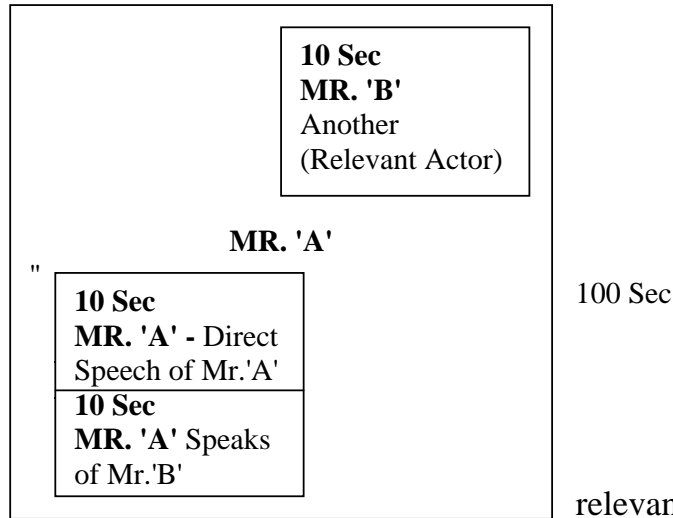 10 Sec
MR. 'B'
Another
(Relevant Actor)
MR. 'A'
"
100 Sec
10 Sec
MR. 'A' - Direct
Speech of Mr.'A'
10 Sec
MR. 'A' Speaks
of Mr.'B'